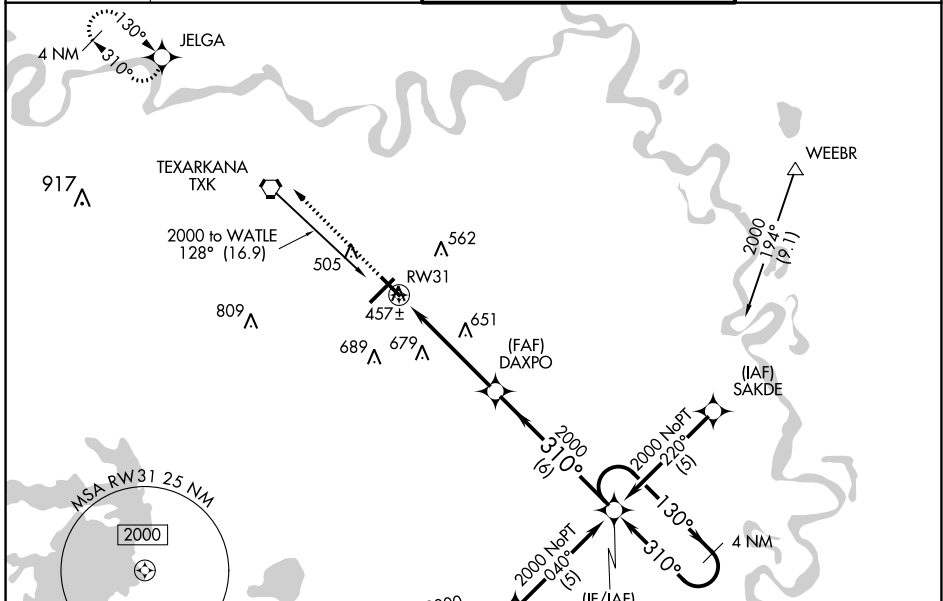 130°
JELGA
4 NM
310°
WEEBR
TEXARKANA
TXK
917
2000
194°
(9.1)
2000 to WATLE
128° (16.9)
562
505
RW31
809
457±
651
689
679
(FAF)
DAXPO
(IAF)
SAKDE
2000
310°
(6)
2000 NoPT
220°
(5)
MSA RW31 25 NM
2000
130°
310°
4 NM
2000 NoPT
040°
(5)
(IF/IAF)